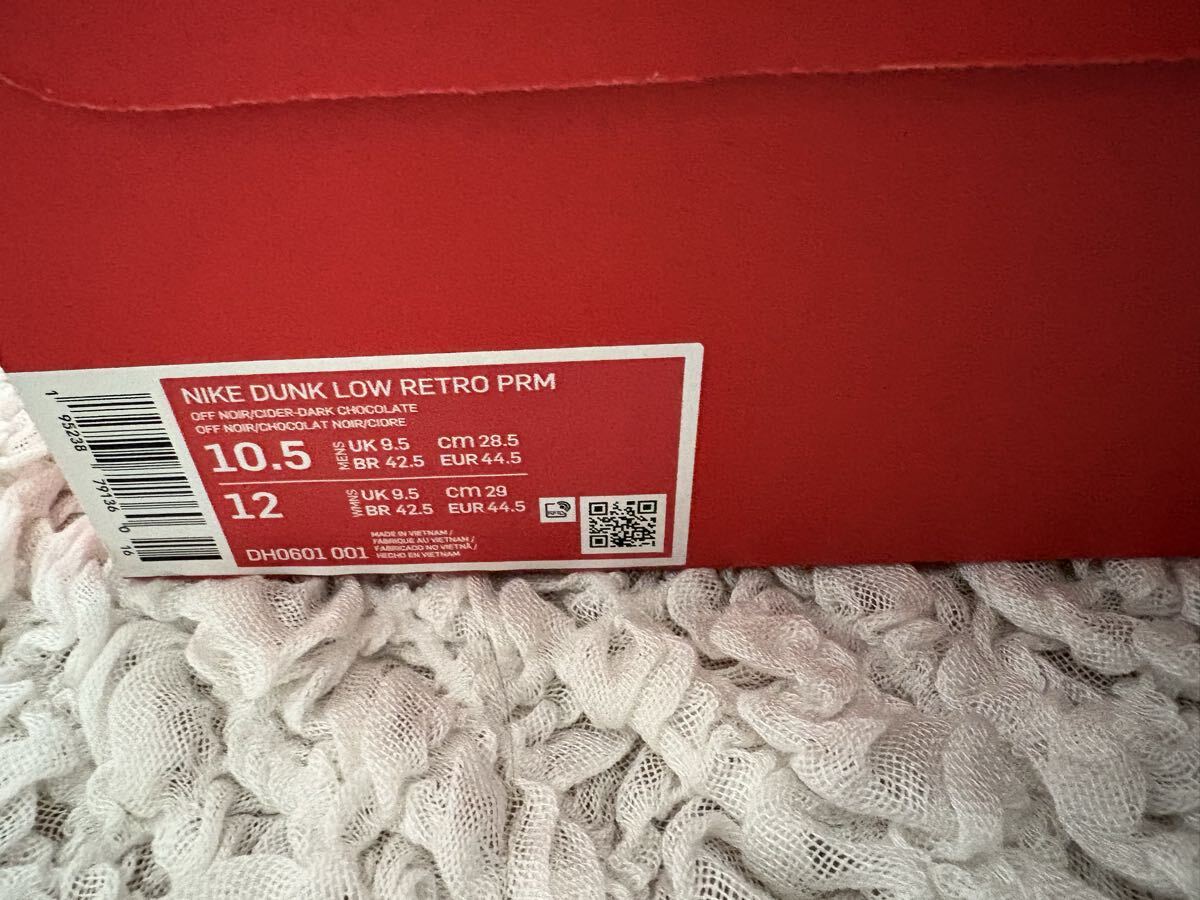 NIKE DUNK LOW RETRO PRM
OFF NOIR/CIDER-DARK CHOCOLATE
OFF NOIR/CHOCOLAT NOIR/CIDRE
10.5 MENS UK 9.5 cm 28.5
BR 42.5 EUR 44.5
12 WMNS UK 9.5 cm 29
BR 42.5 EUR 44.5
DH0601 001
MADE IN VIETNAM /
FABRIQUE AU VIETNAM /
FABRICADO NO VIETNÃ /
HECHO EN VIETNAM
1 95238 79136 0 16